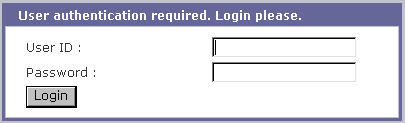 User authentication required. Login please.
User ID :
Password :
Login